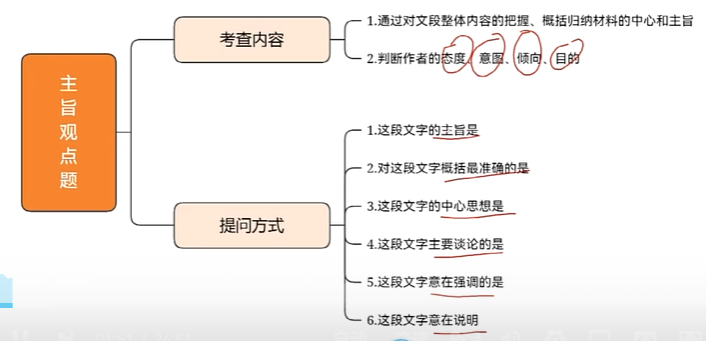 主旨观点题
考查内容
1.通过对文段整体内容的把握、概括归纳材料的中心和主旨
2.判断作者的态度、意图、倾向、目的
提问方式
1.这段文字的主旨是
2.对这段文字概括最准确的是
3.这段文字的中心思想是
4.这段文字主要谈论的是
5.这段文字意在强调的是
6.这段文字意在说明